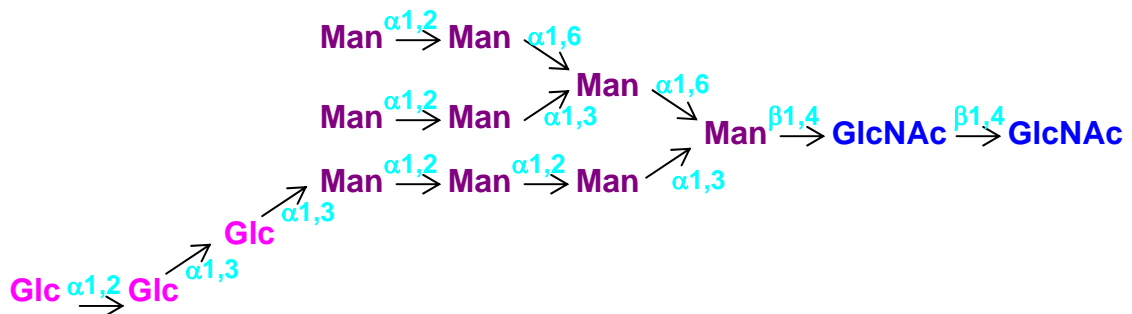 Man α1,2 Man α1,6
Man α1,6
Man α1,2 Man α1,3
Man β1,4 GlcNAc β1,4 GlcNAc
Man α1,2 Man α1,2 Man α1,3
α1,3
Glc
α1,3
Glc α1,2 Glc